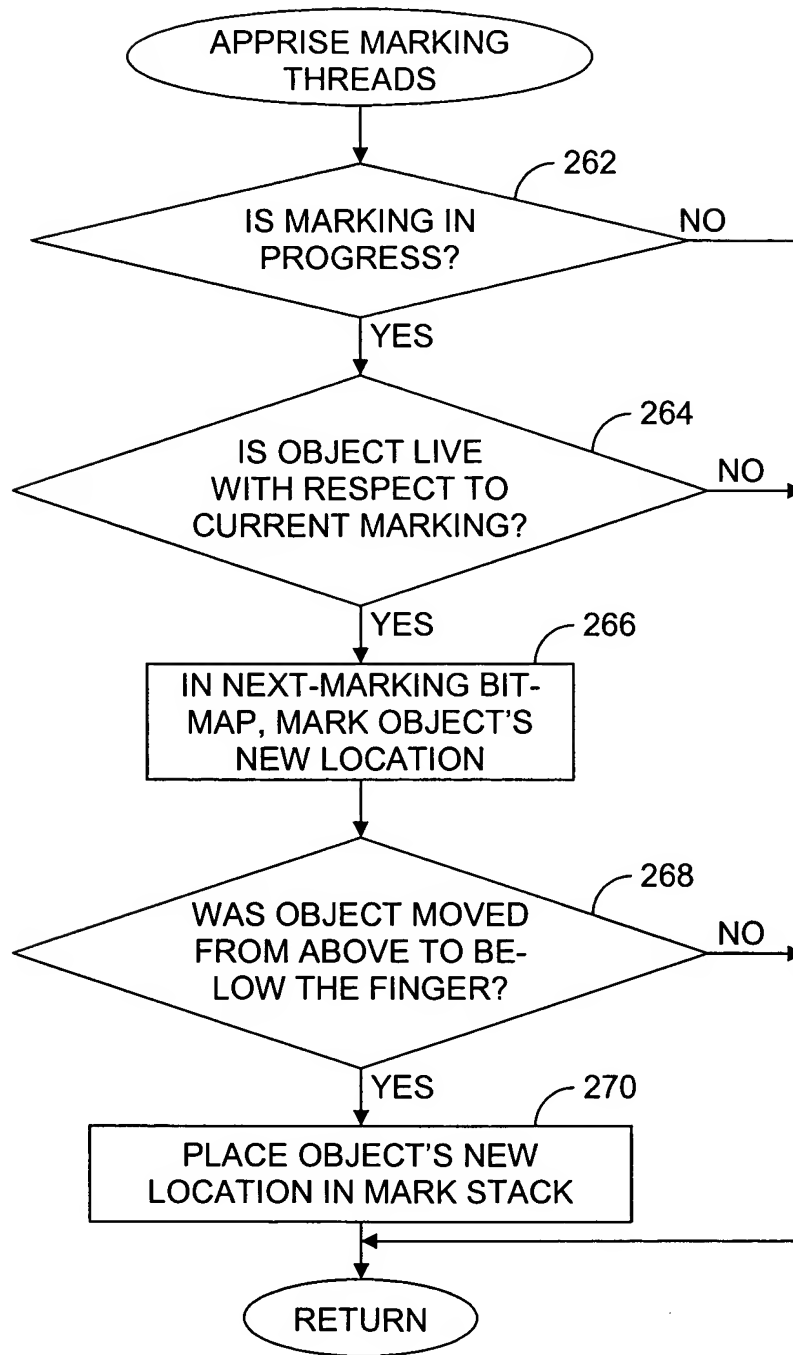 APPRISE MARKING
THREADS
262
IS MARKING IN
PROGRESS?
NO
YES
264
IS OBJECT LIVE
WITH RESPECT TO
CURRENT MARKING?
NO
YES
266
IN NEXT-MARKING BIT-
MAP, MARK OBJECT'S
NEW LOCATION
268
WAS OBJECT MOVED
FROM ABOVE TO BE-
LOW THE FINGER?
NO
YES
270
PLACE OBJECT'S NEW
LOCATION IN MARK STACK
RETURN